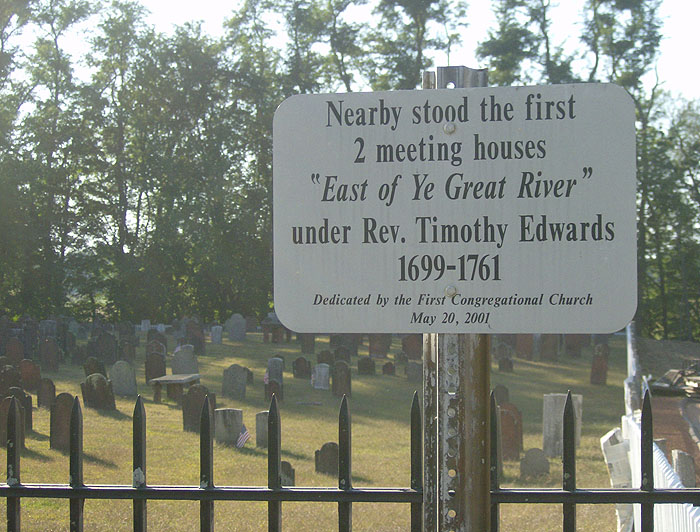 Nearby stood the first
2 meeting houses
"East of Ye Great River"
under Rev. Timothy Edwards
1699-1761
Dedicated by the First Congregational Church
May 20, 2001